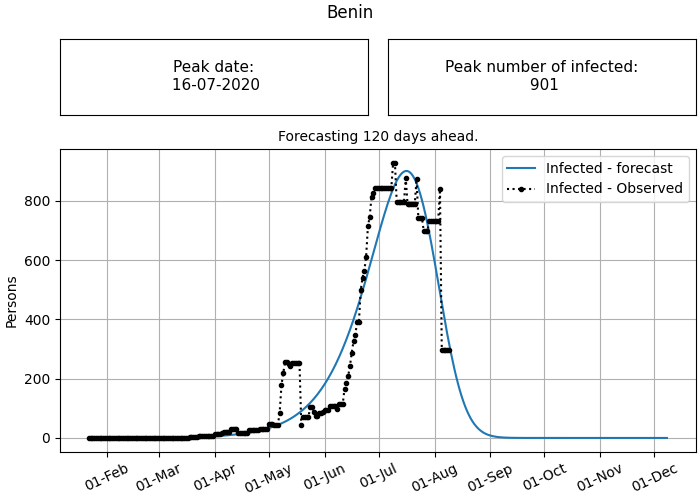 Benin
Peak date:
16-07-2020
Peak number of infected:
901
Forecasting 120 days ahead.
Infected - forecast
Infected - Observed
Persons
800
600
400
200
0
01-Feb
01-Mar
01-Apr
01-May
01-Jun
01-Jul
01-Aug
01-Sep
01-Oct
01-Nov
01-Dec